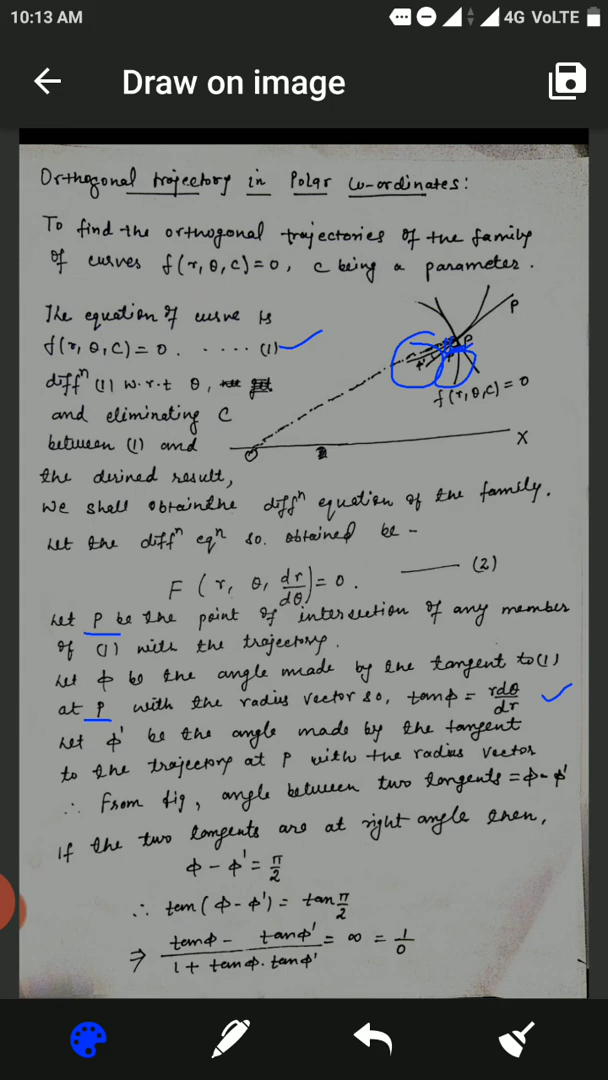 10:13 AM
4G VoLTE
Draw on image
Orthogonal trajectory in Polar Co-ordinates:
To find the orthogonal trajectories of the family
of curves f(r, θ, c) = 0, c being a parameter.
The equation of curve is
f(r, θ, c) = 0. ..... (1)
diffⁿ (1) w.r.t θ,
and eliminating C
between (1) and
the derined result,
P
P
φ'
f(r, θ, c) = 0
O
X
We shall obtain the diffⁿ equation of the family.
Let the diffⁿ eqⁿ so. obtained be -
F (r, θ, dr/dθ) = 0. —— (2)
Let P be the point of intersection of any member
of (1) with the trajectory.
Let φ be the angle made by the tangent to (1)
at P with the radius vector so, tanφ = rdθ/dr
Let φ' be the angle made by the tangent
to the trajectory at P with the radius vector
∴ From fig, angle between two tangents = φ - φ'
If the two tangents are at right angle then,
φ - φ' = π/2
∴ tan(φ - φ') = tan π/2
⇒ tanφ - tanφ' / 1 + tanφ. tanφ' = ∞ = 1/0